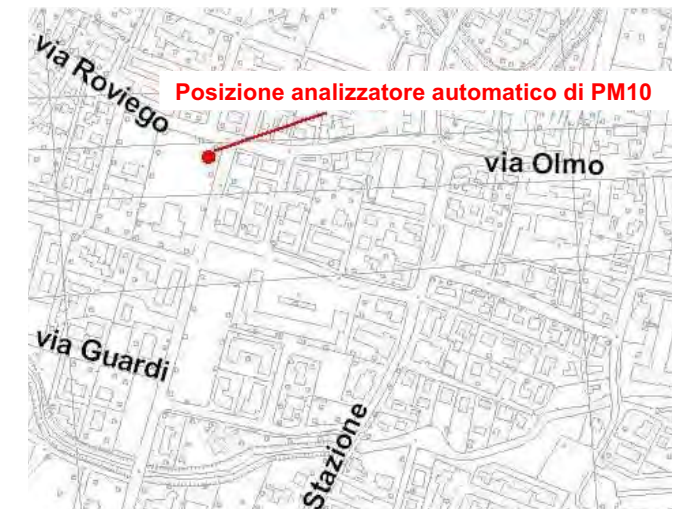 via Roviego
Posizione analizzatore automatico di PM10
via Olmo
via Guardi
Stazione